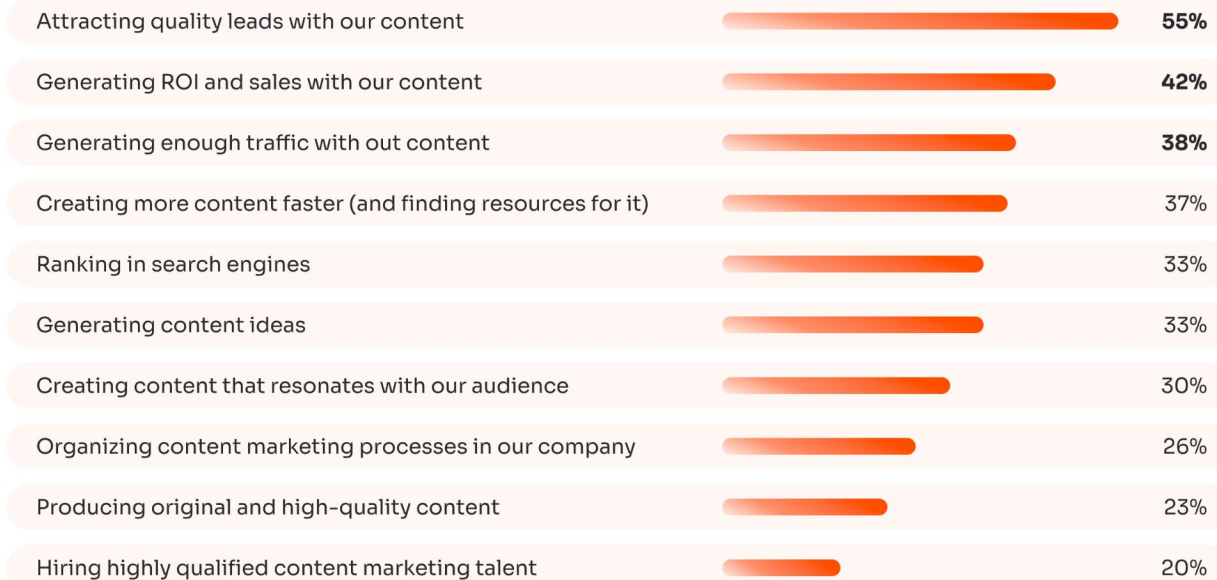 Attracting quality leads with our content 55%
Generating ROI and sales with our content 42%
Generating enough traffic with out content 38%
Creating more content faster (and finding resources for it) 37%
Ranking in search engines 33%
Generating content ideas 33%
Creating content that resonates with our audience 30%
Organizing content marketing processes in our company 26%
Producing original and high-quality content 23%
Hiring highly qualified content marketing talent 20%